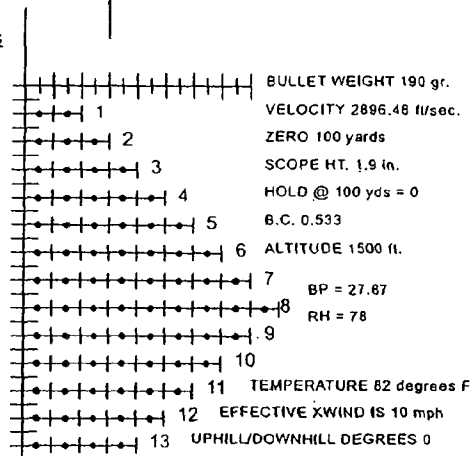 BULLET WEIGHT 190 gr.
1 VELOCITY 2896.48 ft/sec.
2 ZERO 100 yards
3 SCOPE HT. 1.9 in.
4 HOLD @ 100 yds = 0
5 B.C. 0.533
6 ALTITUDE 1500 ft.
7
BP = 27.67
8
RH = 78
9
10
11 TEMPERATURE 82 degrees F
12 EFFECTIVE XWIND IS 10 mph
13 UPHILL/DOWNHILL DEGREES 0